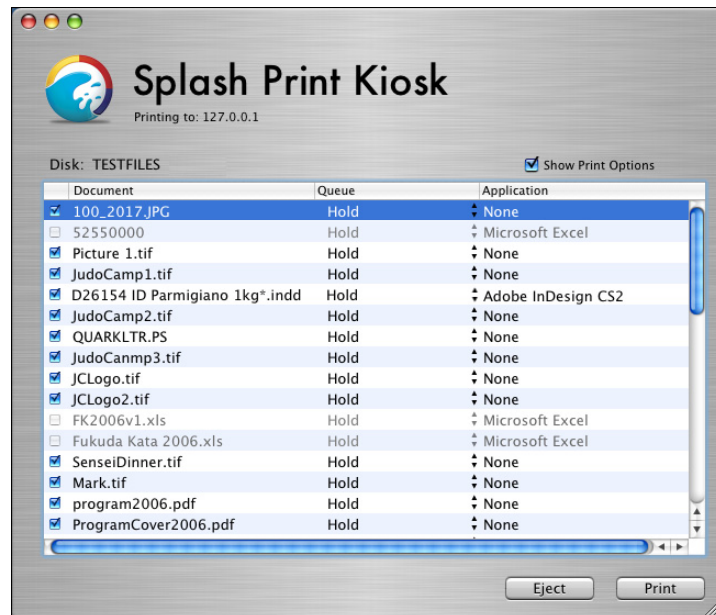 Splash Print Kiosk
Printing to: 127.0.0.1
Disk: TESTFILES
Show Print Options
Document Queue Application
100_2017.JPG Hold None
52550000 Hold Microsoft Excel
Picture 1.tif Hold None
JudoCamp1.tif Hold None
D26154 ID Parmigiano 1kg*.indd Hold Adobe InDesign CS2
JudoCamp2.tif Hold None
QUARKLTR.PS Hold None
JudoCanmp3.tif Hold None
JCLogo.tif Hold None
JCLogo2.tif Hold None
FK2006v1.xls Hold Microsoft Excel
Fukuda Kata 2006.xls Hold Microsoft Excel
SenseiDinner.tif Hold None
Mark.tif Hold None
program2006.pdf Hold None
ProgramCover2006.pdf Hold None
Eject Print